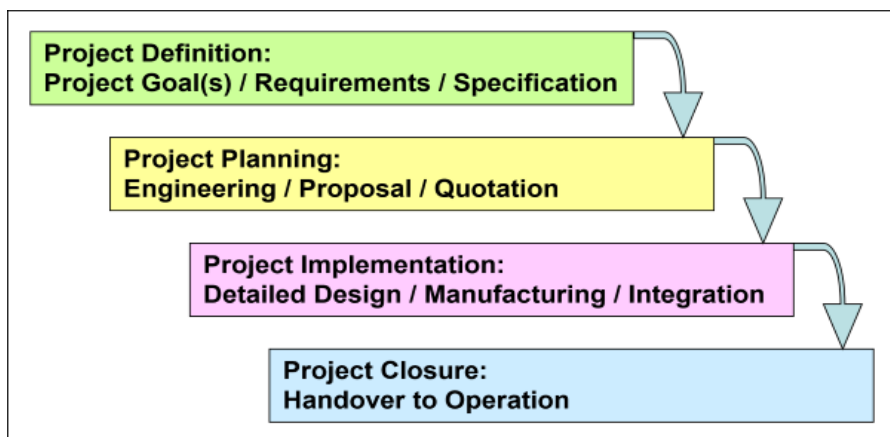 Project Definition:
Project Goal(s) / Requirements / Specification
Project Planning:
Engineering / Proposal / Quotation
Project Implementation:
Detailed Design / Manufacturing / Integration
Project Closure:
Handover to Operation